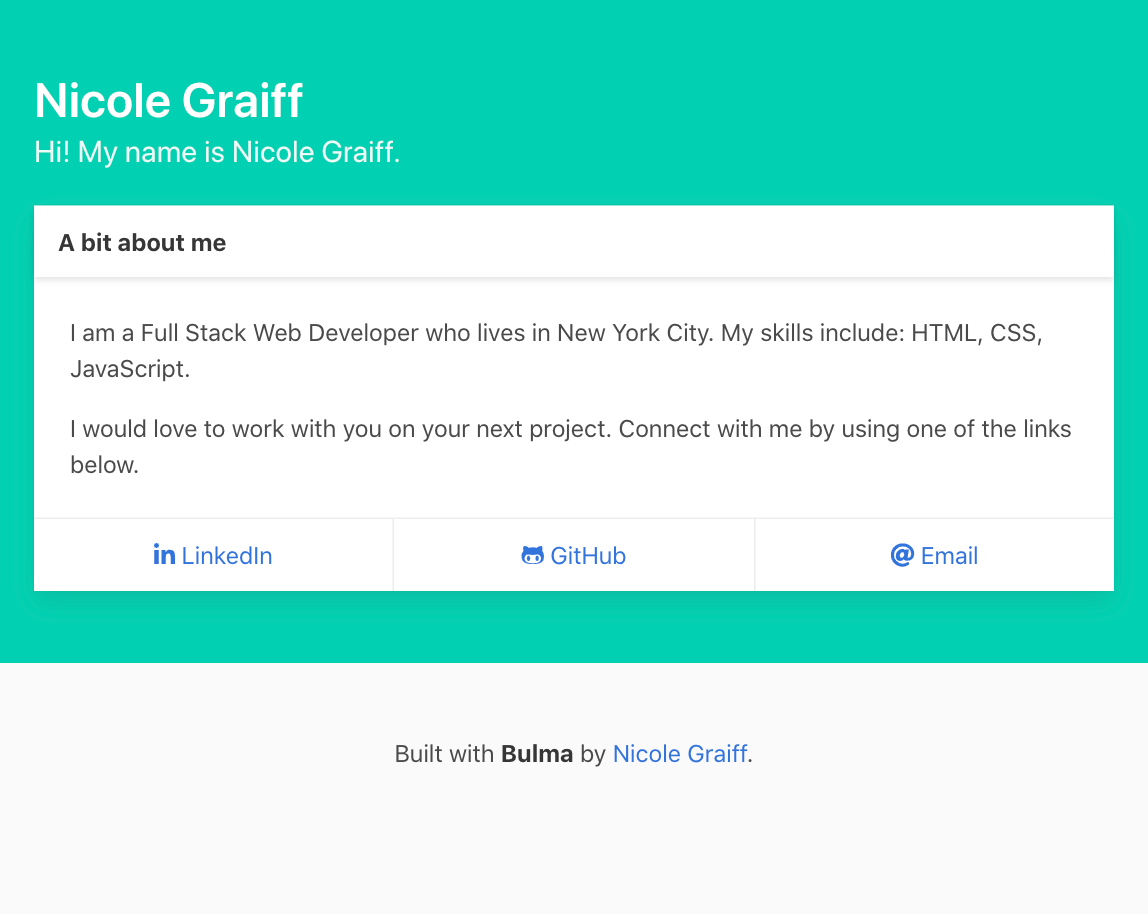 Nicole Graiff
Hi! My name is Nicole Graiff.
A bit about me
I am a Full Stack Web Developer who lives in New York City. My skills include: HTML, CSS,
JavaScript.
I would love to work with you on your next project. Connect with me by using one of the links
below.
LinkedIn
GitHub
Email
Built with Bulma by Nicole Graiff.